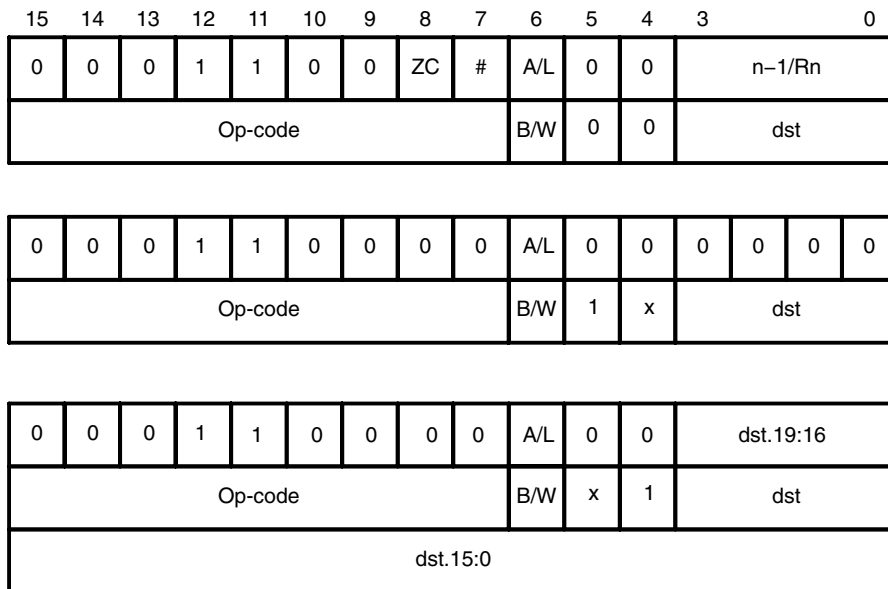 15 14 13 12 11 10 9 8 7 6 5 4 3 0
0 0 0 1 1 0 0 ZC # A/L 0 0 n−1/Rn
Op-code B/W 0 0 dst
0 0 0 1 1 0 0 0 0 A/L 0 0 0 0 0 0
Op-code B/W 1 x dst
0 0 0 1 1 0 0 0 0 A/L 0 0 dst.19:16
Op-code B/W x 1 dst
dst.15:0